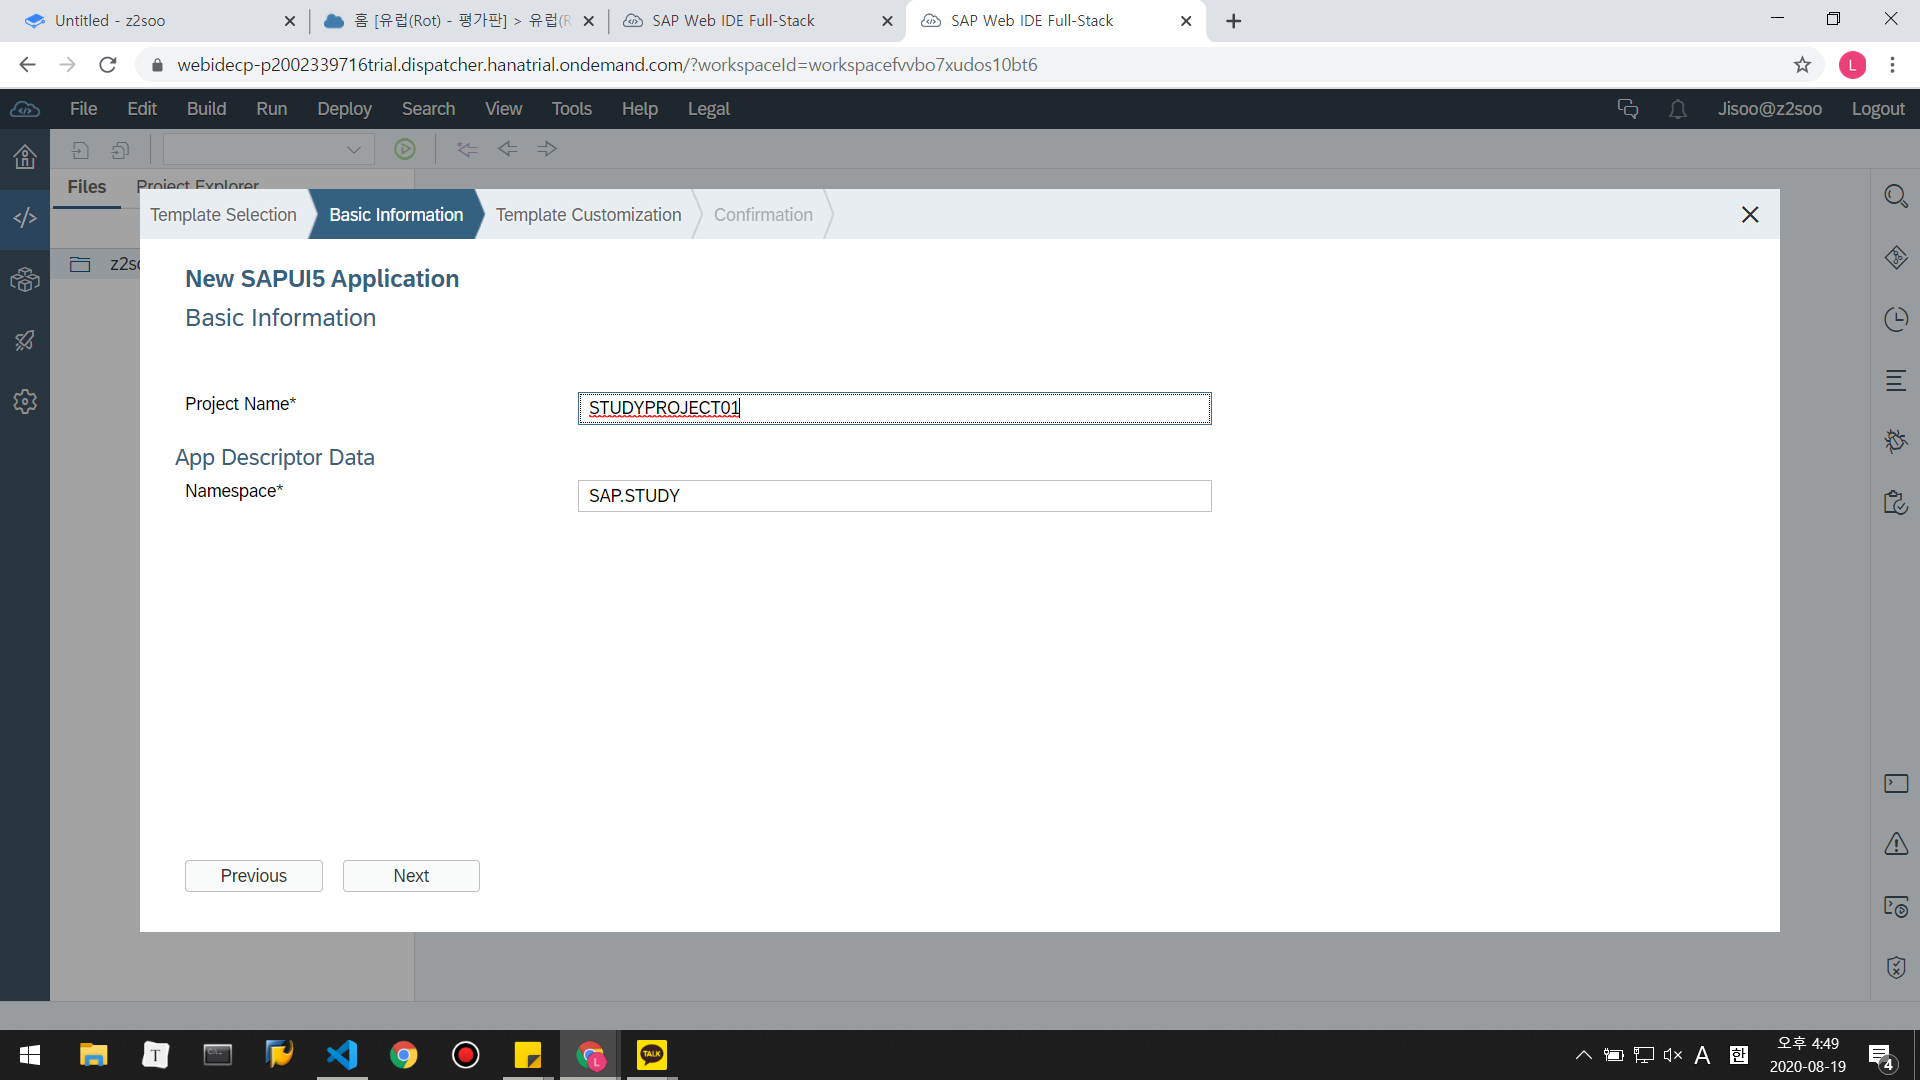 Untitled - z2soo
홈 [유럽(Rot) - 평가판] > 유럽(R
SAP Web IDE Full-Stack
SAP Web IDE Full-Stack
webidecp-p2002339716trial.dispatcher.hanatrial.ondemand.com/?workspaceId=workspacefvvbo7xudos10bt6
L
File Edit Build Run Deploy Search View Tools Help Legal
Jisoo@z2soo Logout
Files Project Explorer
z2so
Template Selection Basic Information Template Customization Confirmation
New SAPUI5 Application
Basic Information
Project Name*
STUDYPROJECT01
App Descriptor Data
Namespace*
SAP.STUDY
Previous Next
T
L
TALK
A
한
오후 4:49
2020-08-19
4